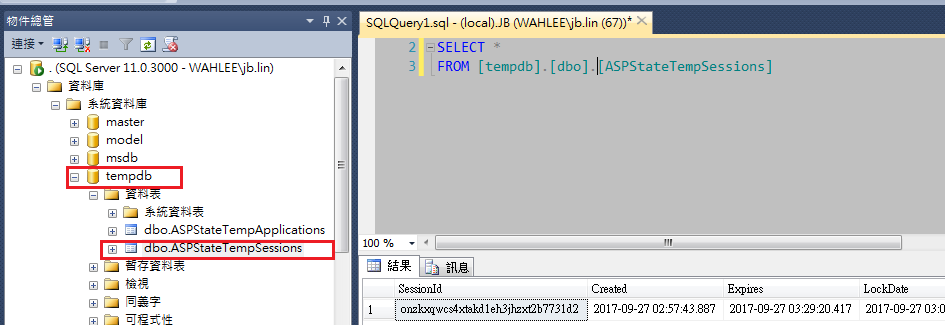 物件總管
連接
. (SQL Server 11.0.3000 - WAHLEE\jb.lin)
資料庫
系統資料庫
master
model
msdb
tempdb
資料表
系統資料表
dbo.ASPStateTempApplications
dbo.ASPStateTempSessions
暫存資料表
檢視
同義字
可程式性
SQLQuery1.sql - (local).JB (WAHLEE\jb.lin (67))*
2 SELECT *
3 FROM [tempdb].[dbo].[ASPStateTempSessions]
100 %
結果 訊息
SessionId Created Expires LockDate
1 onzkxqwcs4xtakd1eh3jhzxt2b7731d2 2017-09-27 02:57:43.887 2017-09-27 03:29:20.417 2017-09-27 03:0